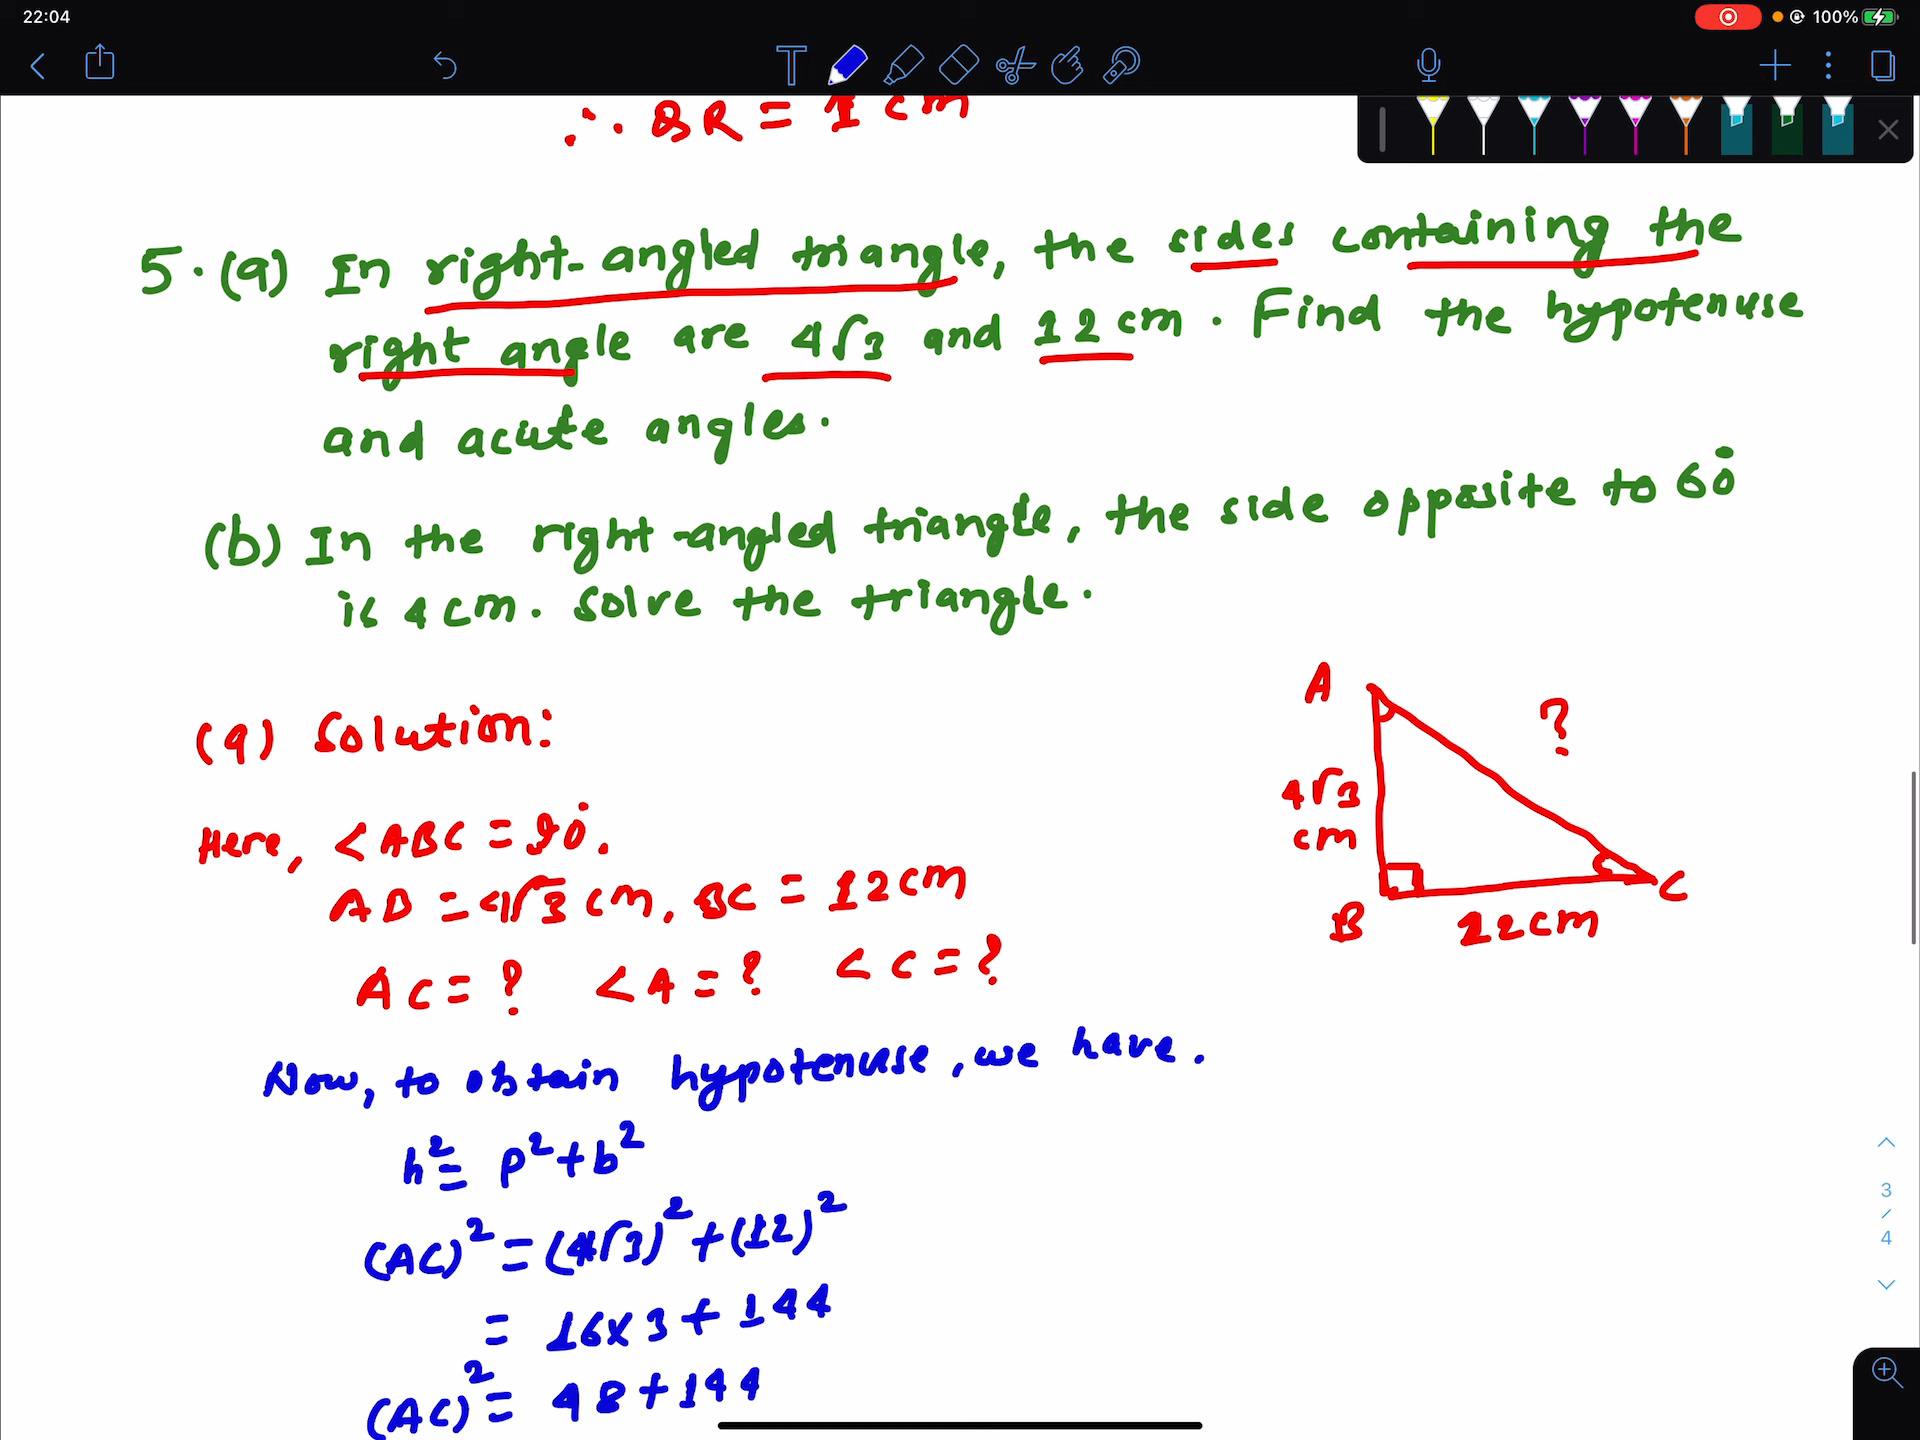 22:04
100%
∴ BR = 1 cm
5.(a) In right-angled triangle, the sides containing the
right angle are 4√3 and 12 cm. Find the hypotenuse
and acute angles.
(b) In the right-angled triangle, the side opposite to 60°
is 4 cm. Solve the triangle.
(a) Solution:
Here, <ABC = 90°.
AB = 4√3 cm, BC = 12 cm
AC = ? <A = ? <C = ?
A
?
4√3
cm
B
12 cm
C
Now, to obtain hypotenuse, we have.
h² = p² + b²
(AC)² = (4√3)² + (12)²
= 16×3 + 144
(AC)² = 48 + 144
3
/
4